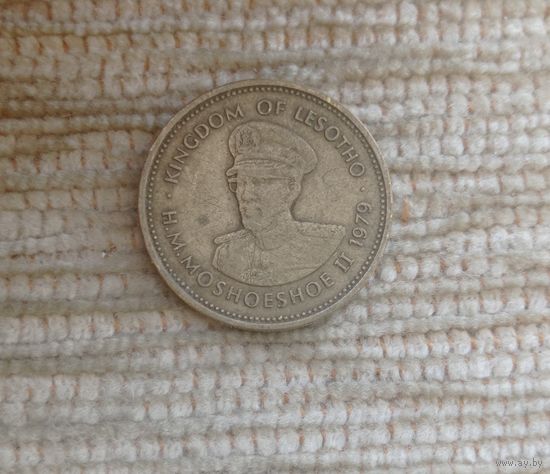 · KINGDOM OF LESOTHO ·
H.M. MOSHOESHOE II 1979
www.ay.by